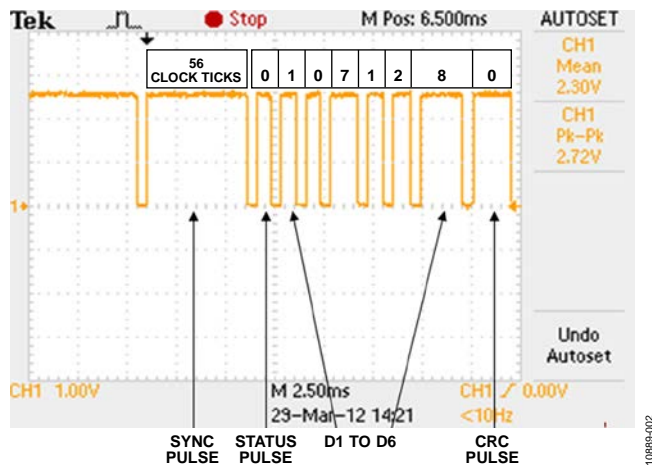 Tek Stop M Pos: 6.500ms AUTOSET
CH1
Mean
2.30V
CH1
Pk-Pk
2.72V
56
CLOCK TICKS 0 1 0 7 1 2 8 0
1
Undo
Autoset
CH1 1.00V M 2.50ms CH1 / 0.00V
23-Mar-12 14:21 <10Hz
SYNC
PULSE
STATUS
PULSE
D1 TO D6
CRC
PULSE
10889-002